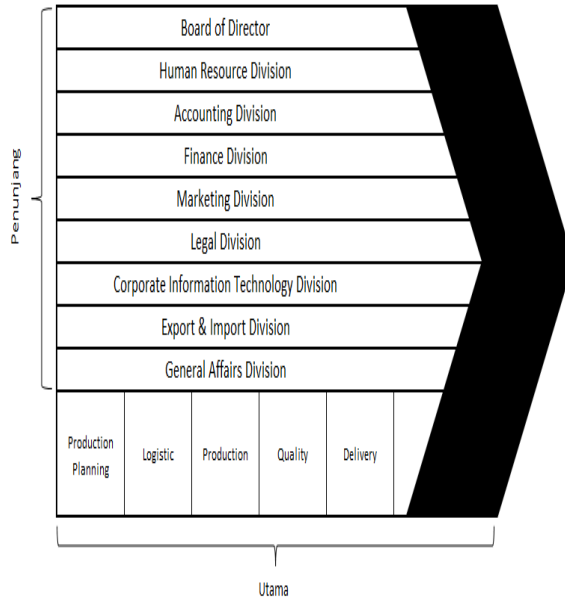 Penunjang
Board of Director
Human Resource Division
Accounting Division
Finance Division
Marketing Division
Legal Division
Corporate Information Technology Division
Export & Import Division
General Affairs Division
Production
Planning
Logistic
Production
Quality
Delivery
Utama